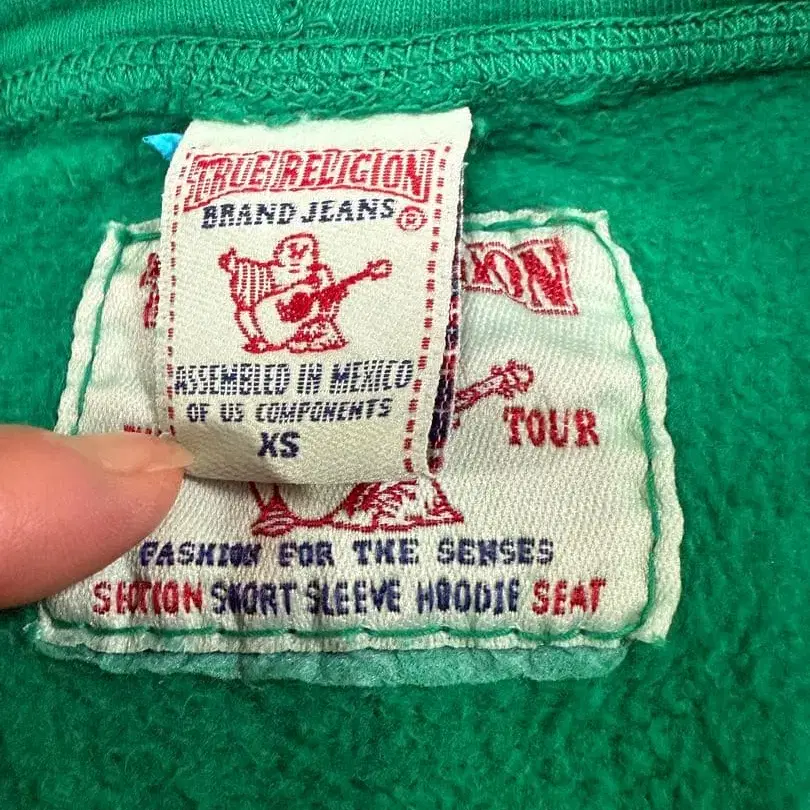 TRUE RELIGION
BRAND JEANS ®
ASSEMBLED IN MEXICO
OF US COMPONENTS
XS
TOUR
FASHION FOR THE SENSES
SECTION SHORT SLEEVE HOODIE SEAT